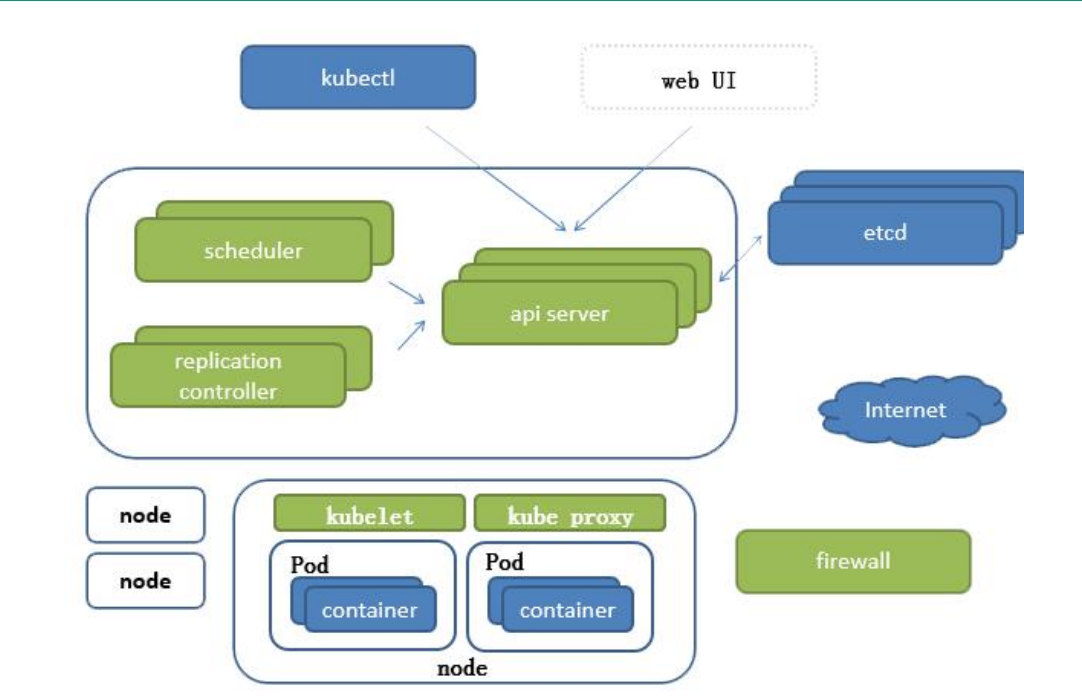 kubectl
web UI
scheduler
etcd
api server
replication
controller
Internet
node
kubelet
kube proxy
firewall
Pod
Pod
node
container
container
node